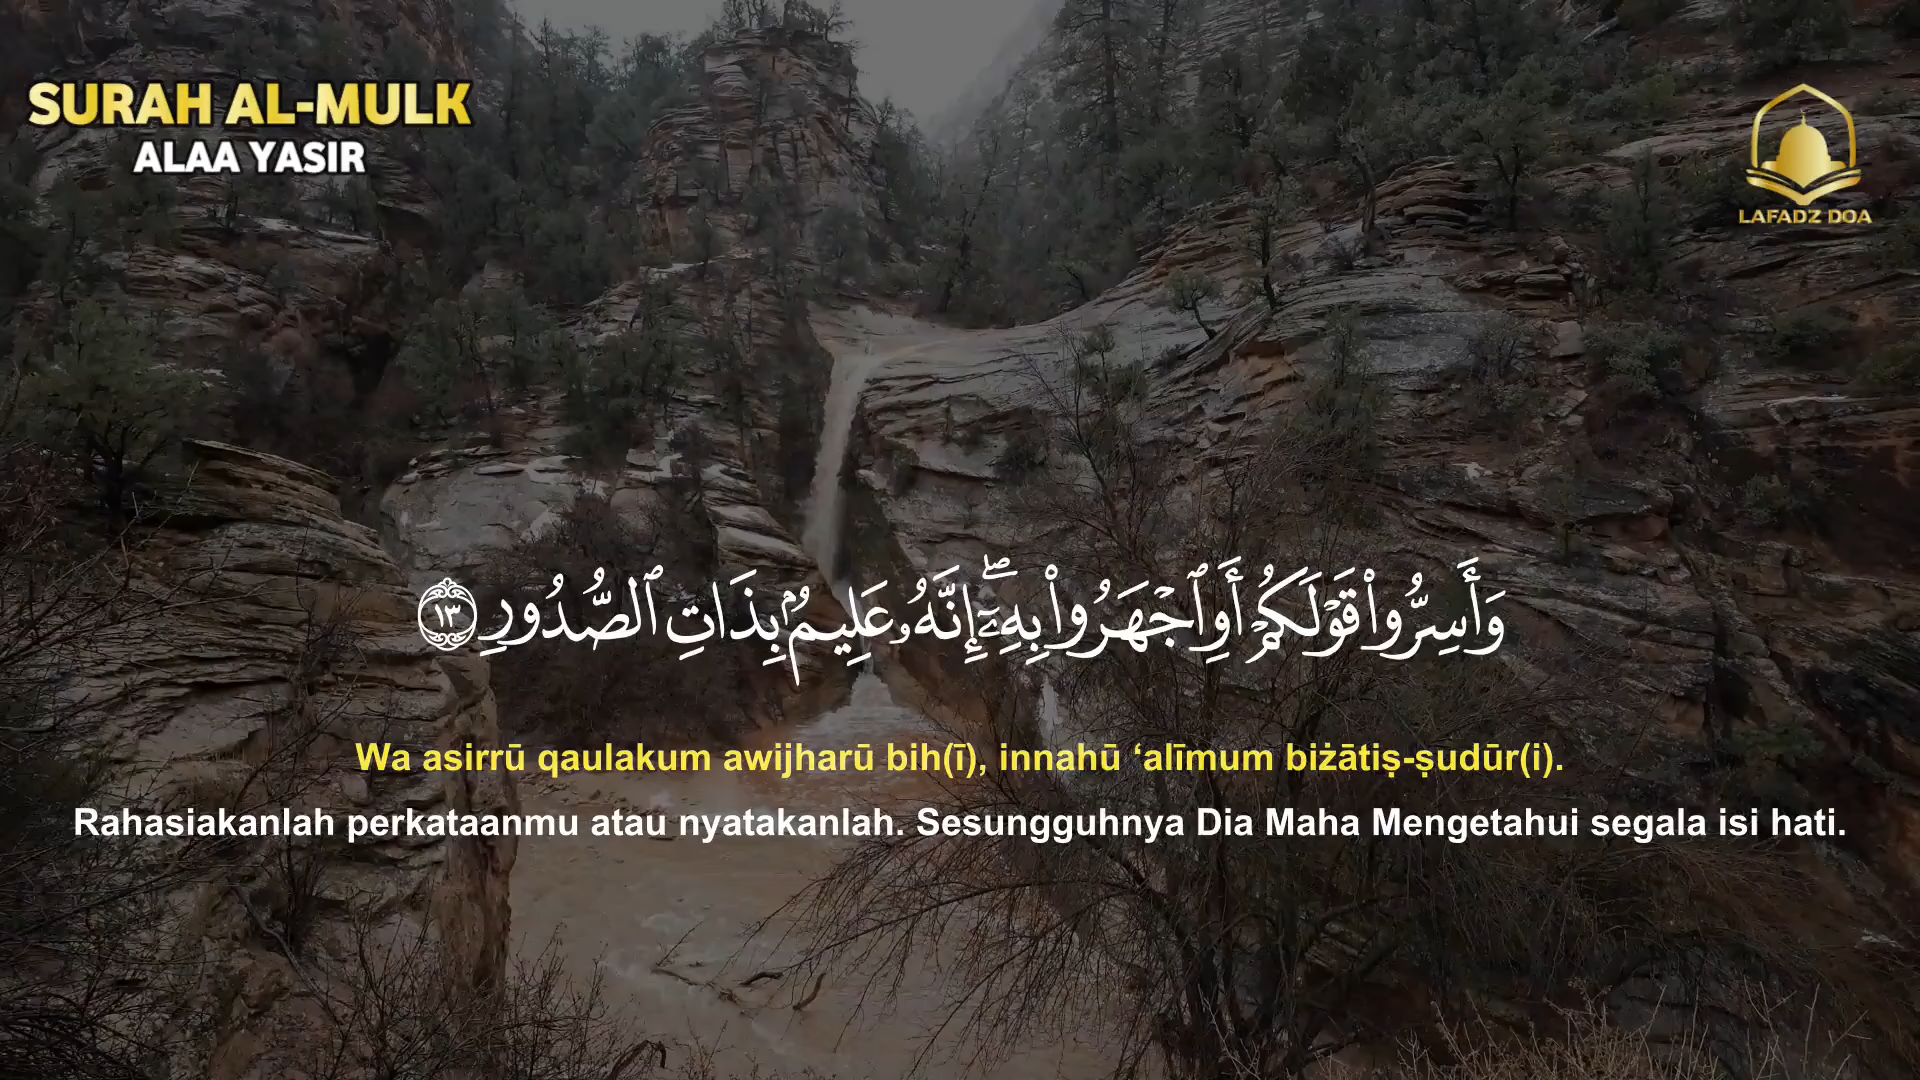 SURAH AL-MULK
ALAA YASIR
LAFADZ DOA
وَأَسِرُّوا۟ قَوْلَكُمْ أَوِ ٱجْهَرُوا۟ بِهِۦٓ ۖ إِنَّهُۥ عَلِيمٌۢ بِذَاتِ ٱلصُّدُورِ ١٣
Wa asirrū qaulakum awijharū bih(ī), innahū ‘alīmum biżātiṣ-ṣudūr(i).
Rahasiakanlah perkataanmu atau nyatakanlah. Sesungguhnya Dia Maha Mengetahui segala isi hati.